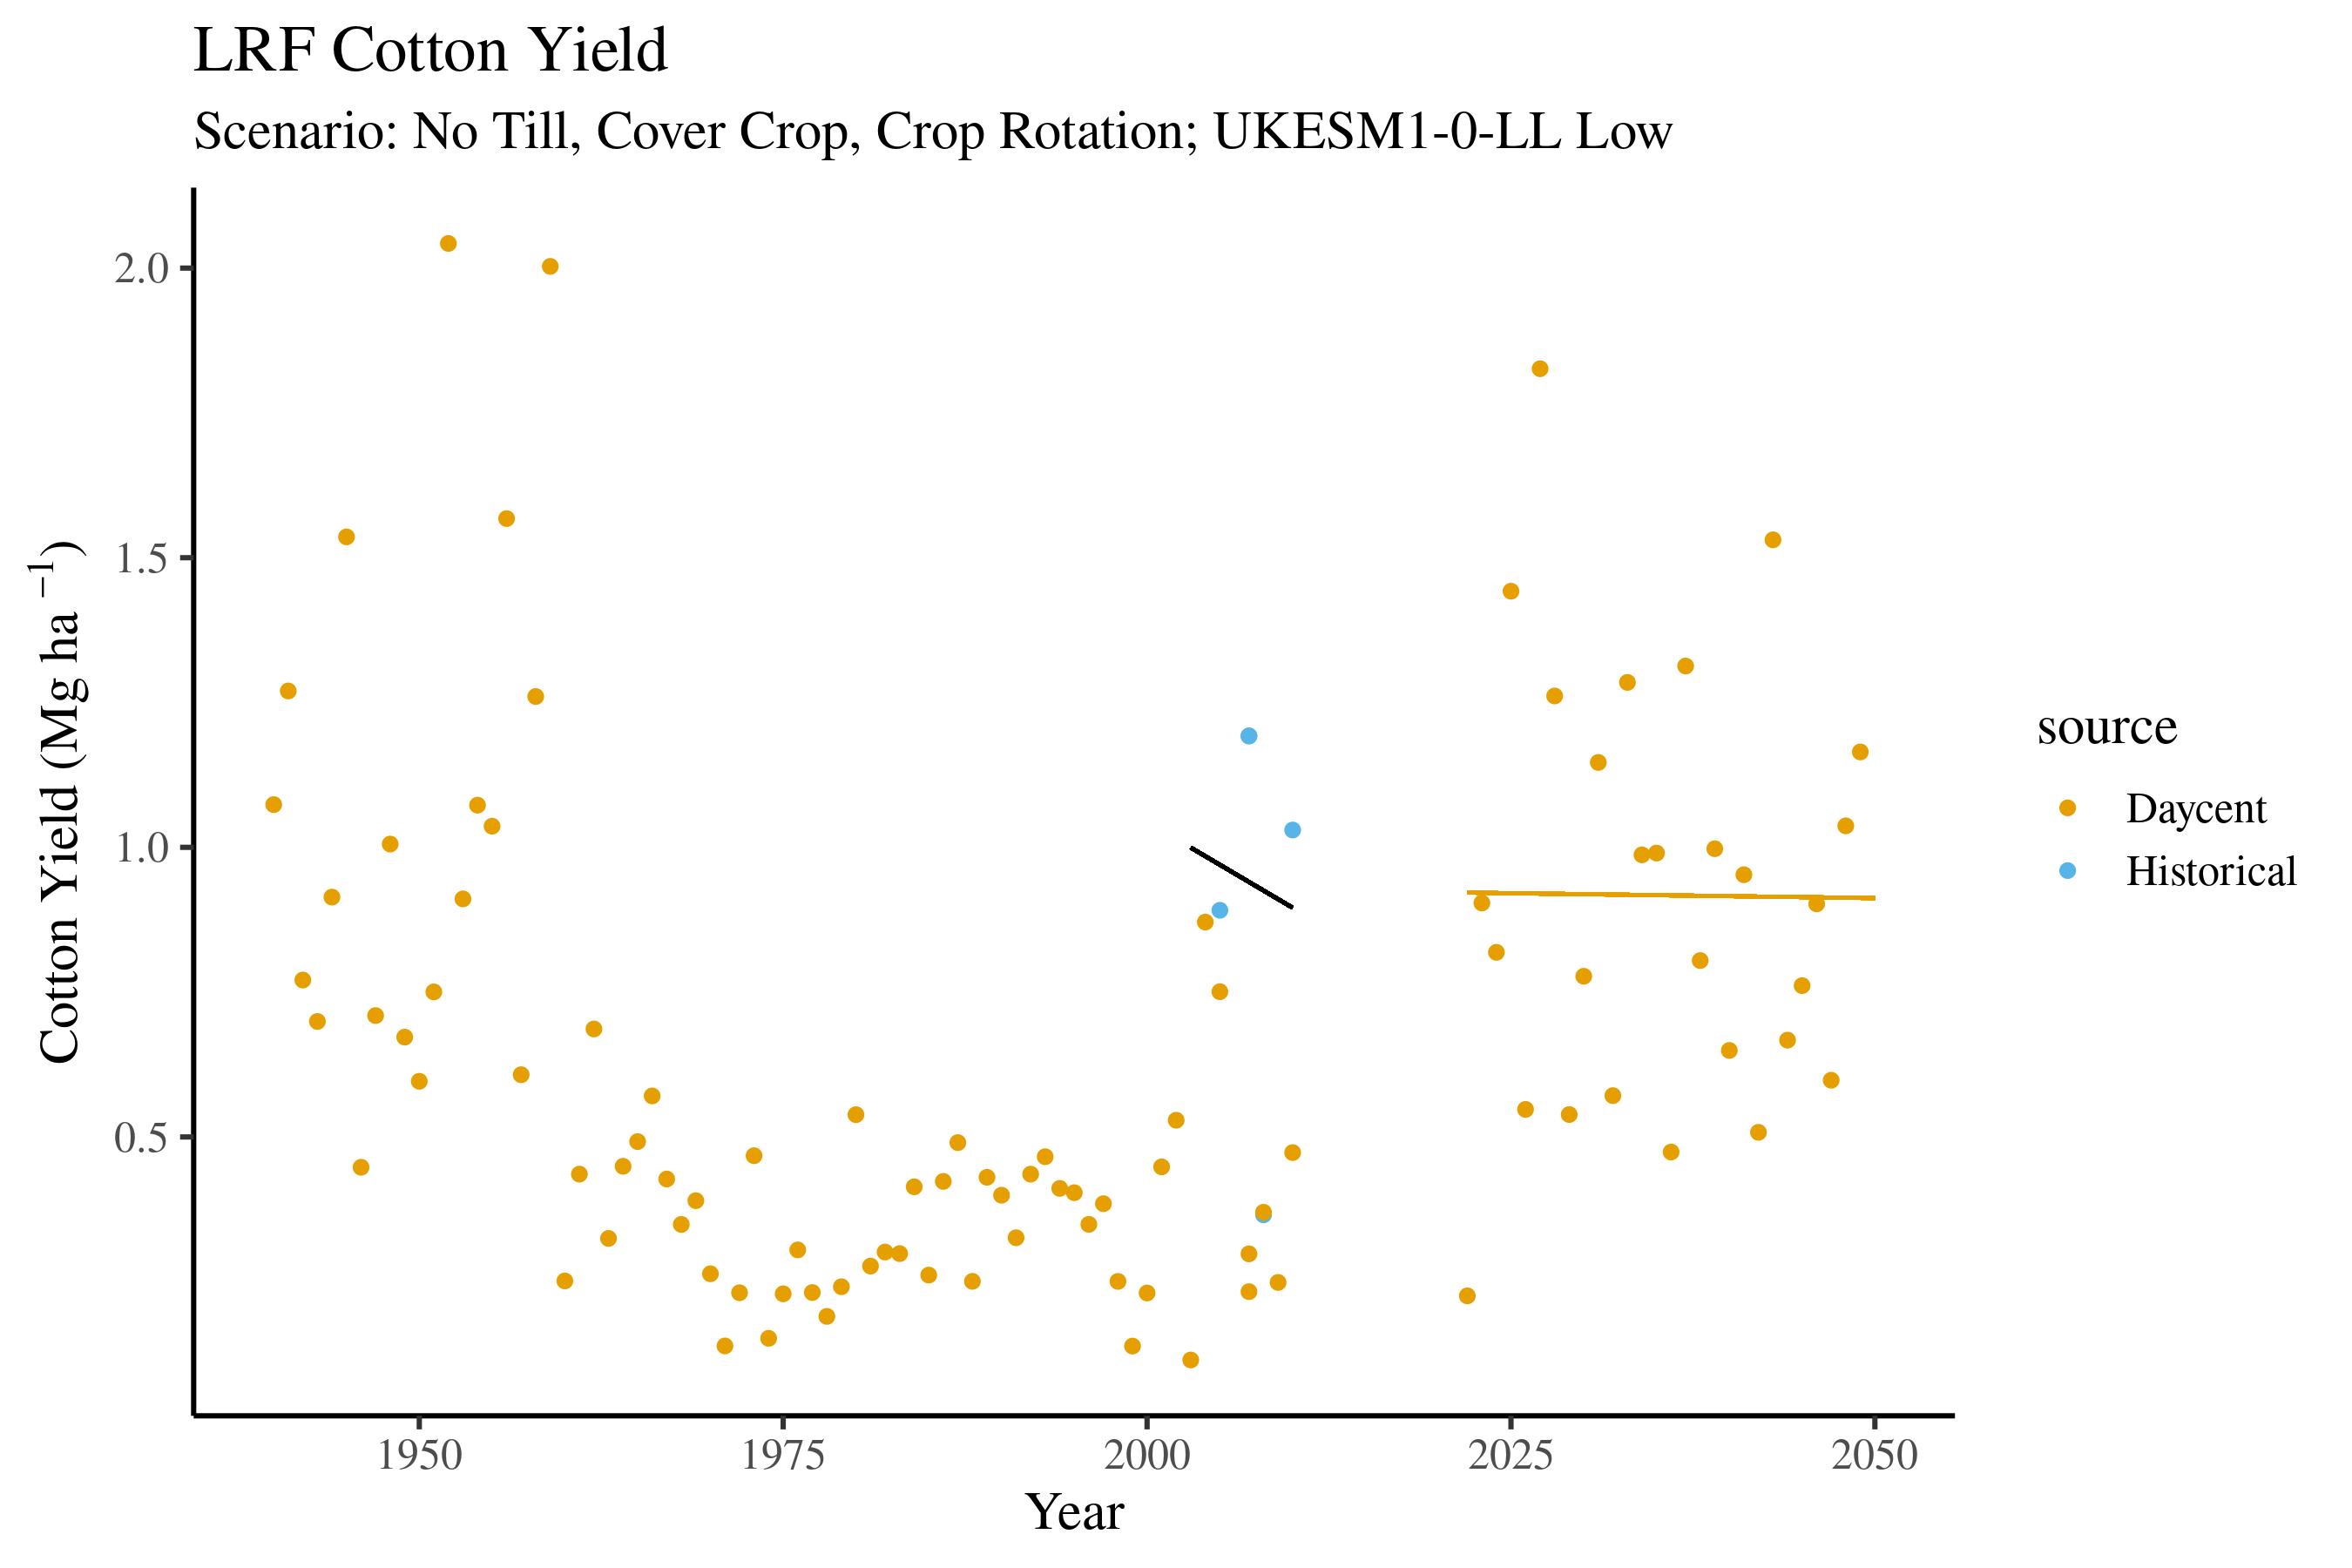 LRF Cotton Yield
Scenario: No Till, Cover Crop, Crop Rotation; UKESM1-0-LL Low
Cotton Yield (Mg ha −1)
2.0
1.5
1.0
0.5
1950
1975
2000
2025
2050
Year
source
Daycent
Historical